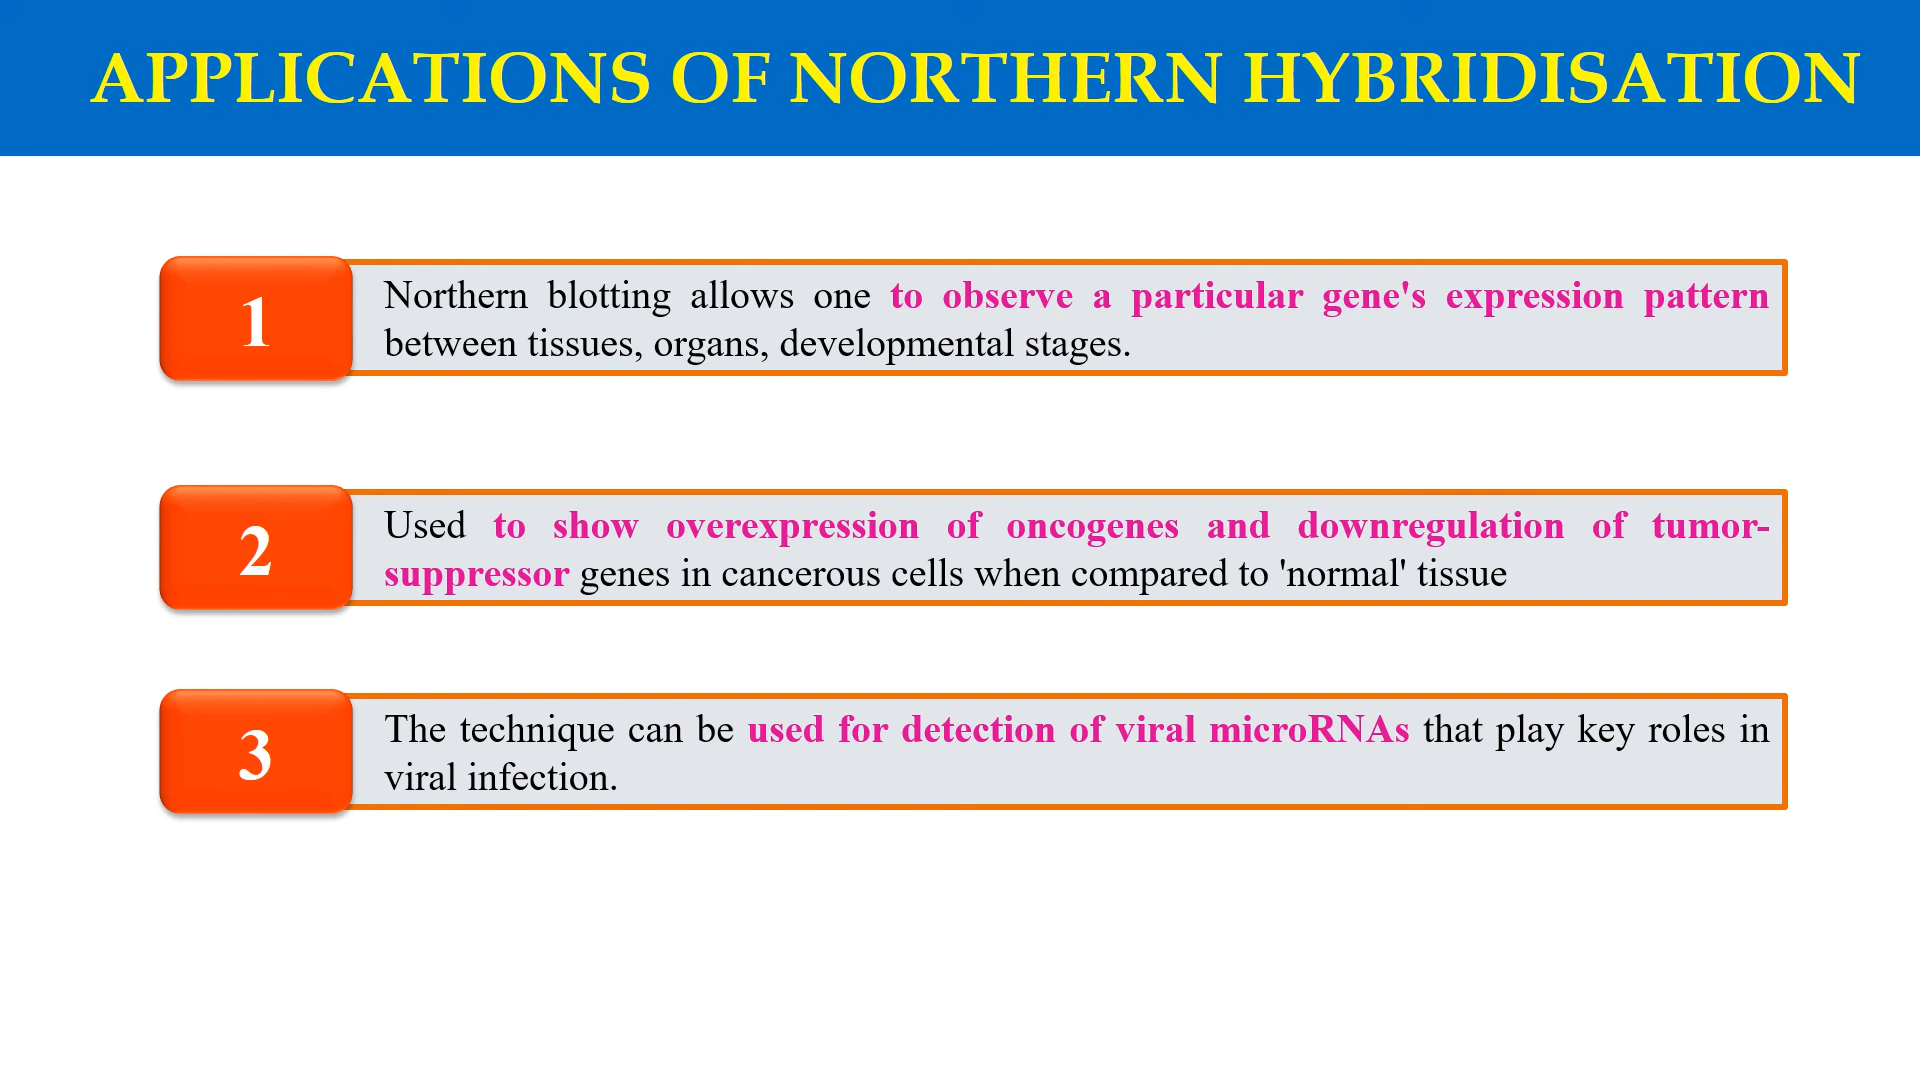 APPLICATIONS OF NORTHERN HYBRIDISATION
1
Northern blotting allows one to observe a particular gene's expression pattern
between tissues, organs, developmental stages.
2
Used to show overexpression of oncogenes and downregulation of tumor-
suppressor genes in cancerous cells when compared to 'normal' tissue
3
The technique can be used for detection of viral microRNAs that play key roles in
viral infection.